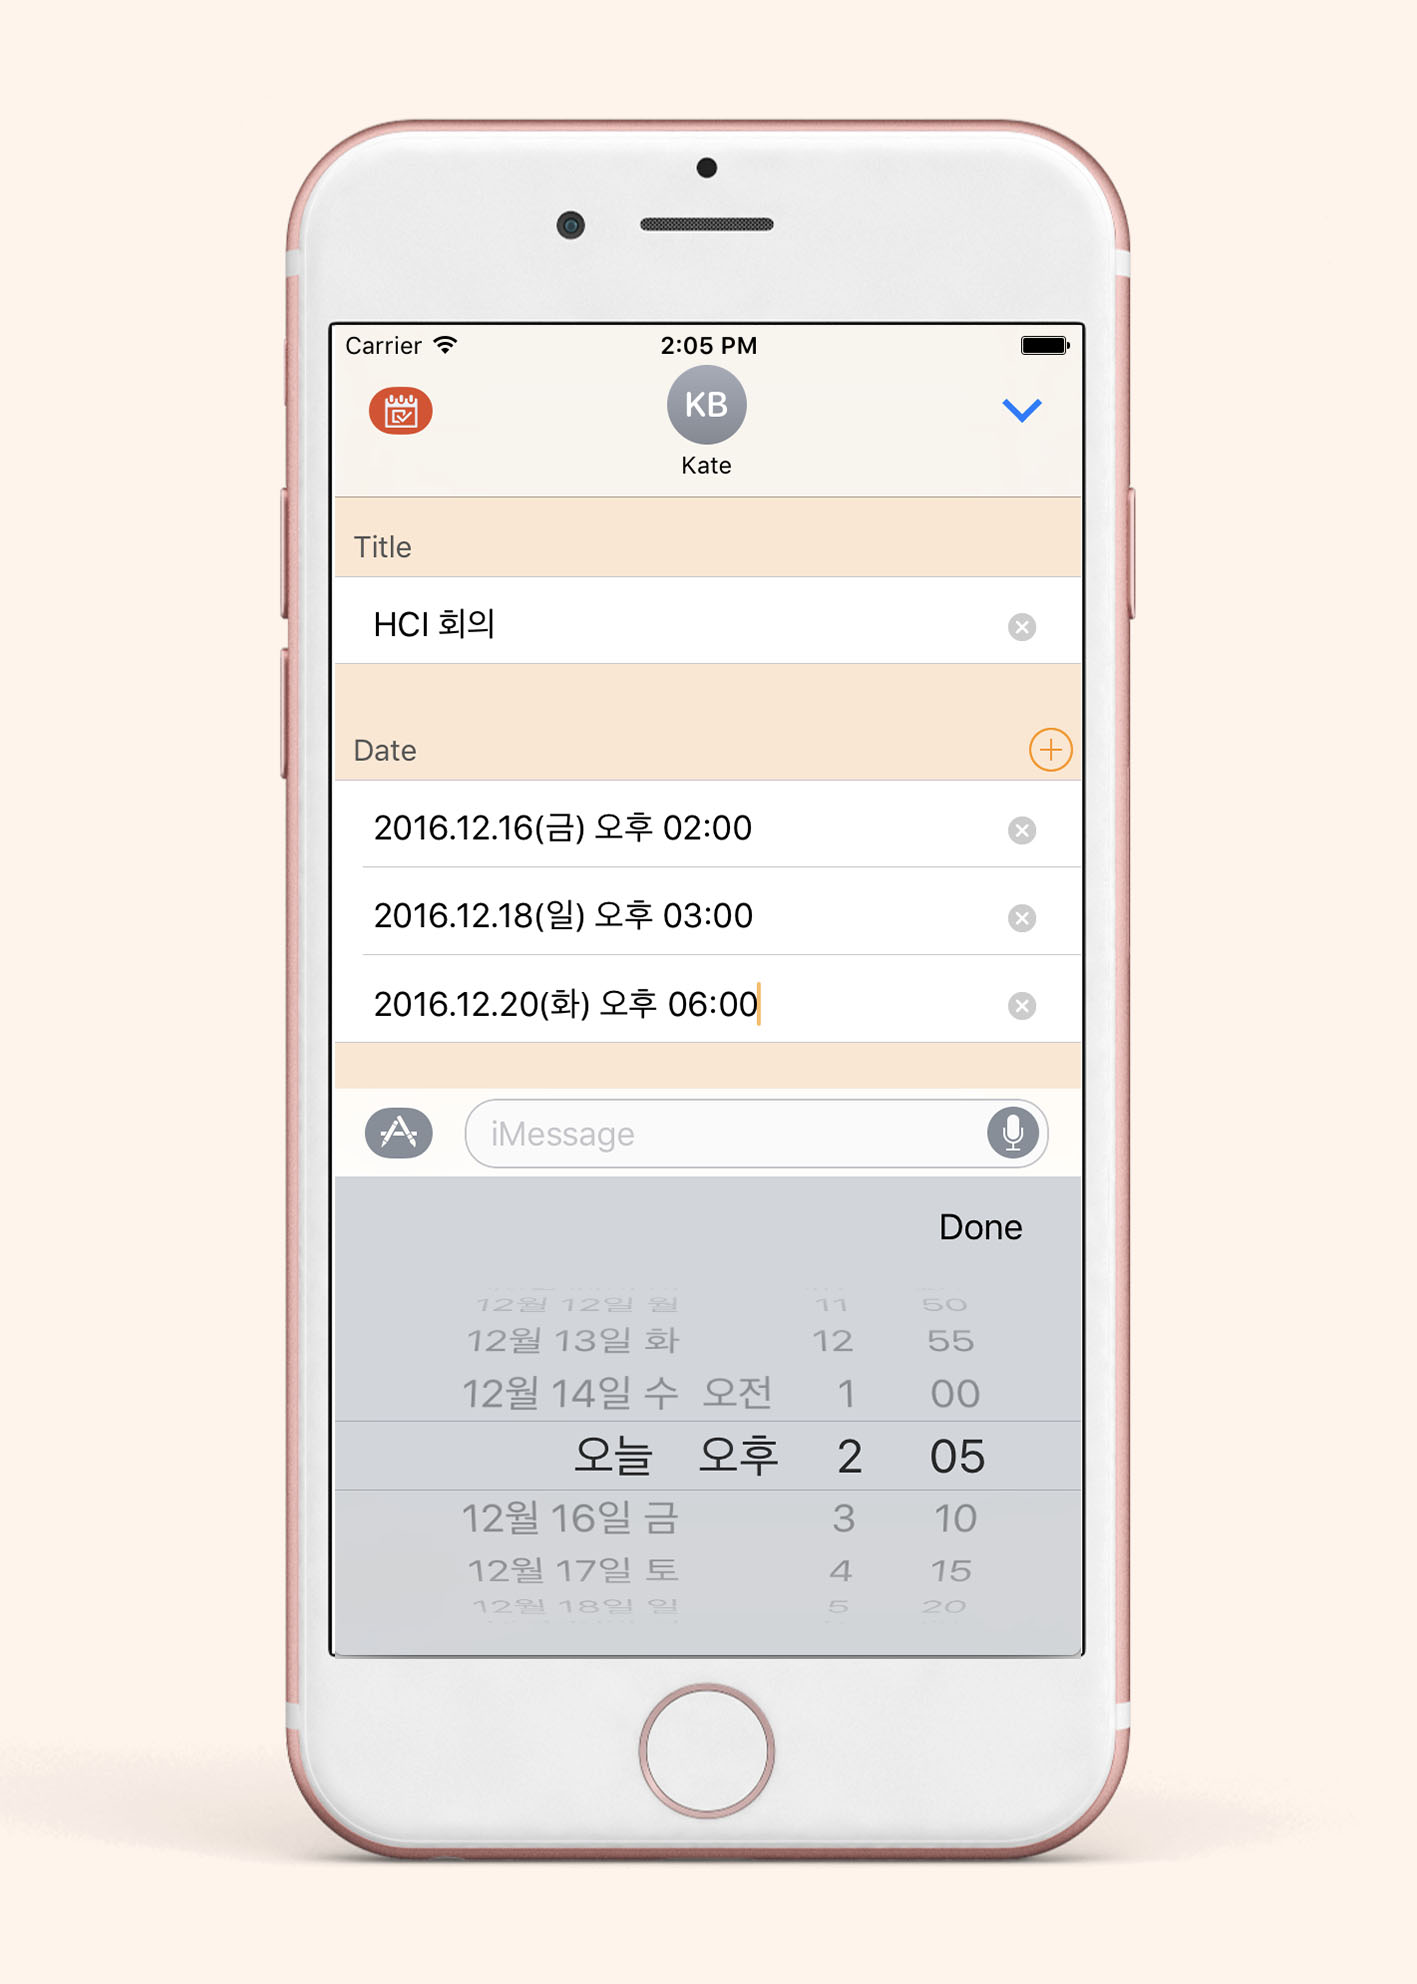 Carrier 2:05 PM
KB
Kate
Title
HCI 회의
Date
2016.12.16(금) 오후 02:00
2016.12.18(일) 오후 03:00
2016.12.20(화) 오후 06:00
iMessage
Done
12월 12일 월 11 50
12월 13일 화 12 55
12월 14일 수 오전 1 00
오늘 오후 2 05
12월 16일 금 3 10
12월 17일 토 4 15
12월 18일 일 5 20